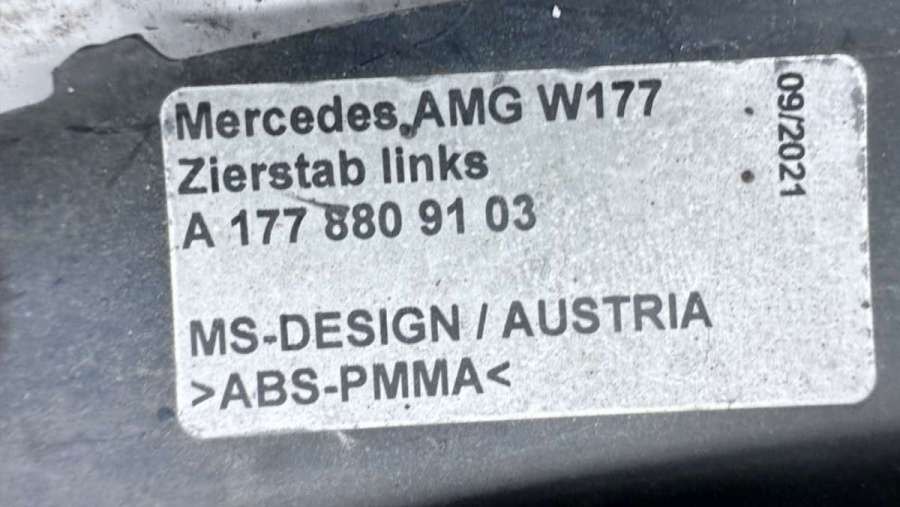 Mercedes AMG W177
Zierstab links
A 177 880 91 03
MS-DESIGN / AUSTRIA
>ABS-PMMA<
09/2021